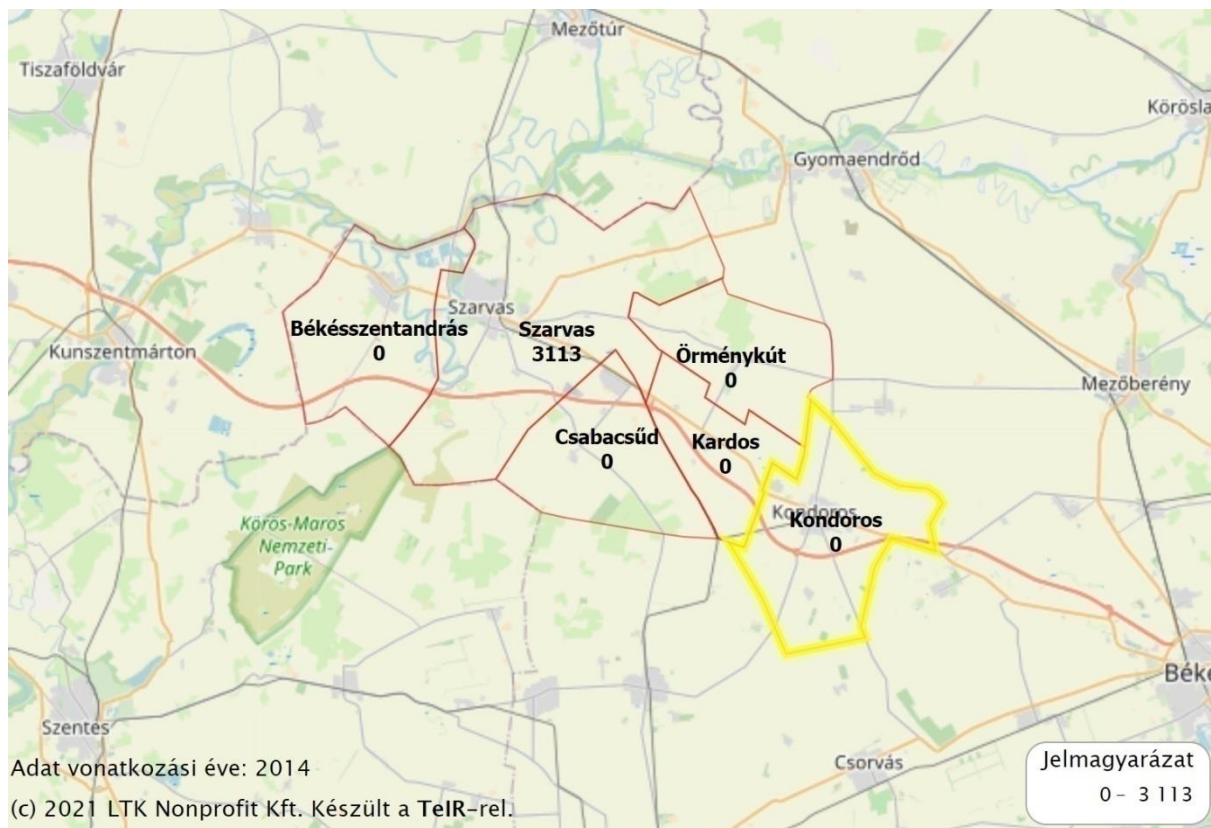 Mezőtúr
Tiszaföldvár
Körösla
Gyomaendrőd
Szarvas
Békésszentandrás
0
Szarvas
3113
Kunszentmárton
Örménykút
0
Mezőberény
Csabacsűd
0
Kardos
0
Kondoros
Kondoros
0
Körös-Maros
Nemzeti-
Park
Béké
Szentes
Csorvás
Adat vonatkozási éve: 2014
(c) 2021 LTK Nonprofit Kft. Készült a TeIR-rel.
Jelmagyarázat
0 - 3 113